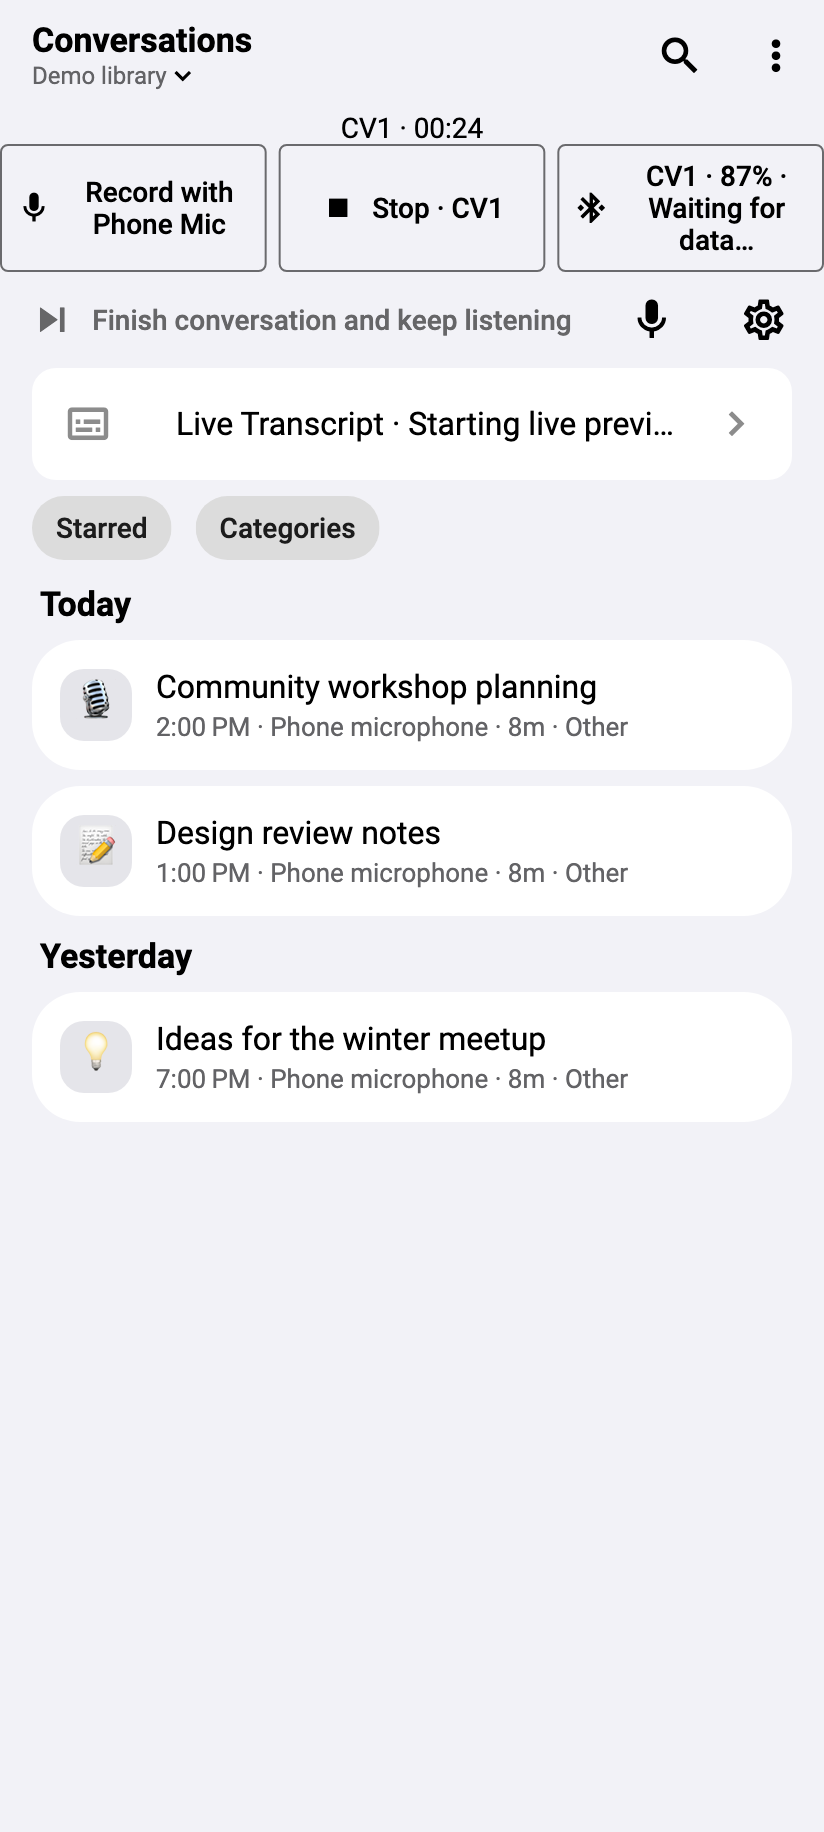 Conversations
Demo library
CV1 · 00:24
Record with
Phone Mic
Stop · CV1
CV1 · 87% ·
Waiting for
data...
Finish conversation and keep listening
Live Transcript · Starting live previ...
Starred
Categories
Today
Community workshop planning
2:00 PM · Phone microphone · 8m · Other
Design review notes
1:00 PM · Phone microphone · 8m · Other
Yesterday
Ideas for the winter meetup
7:00 PM · Phone microphone · 8m · Other